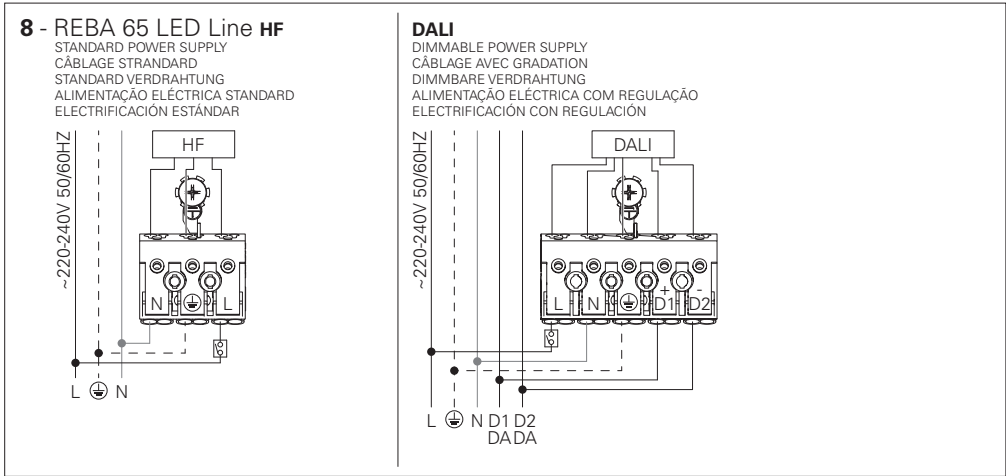 8 - REBA 65 LED Line HF
STANDARD POWER SUPPLY
CÂBLAGE STRANDARD
STANDARD VERDRAHTUNG
ALIMENTAÇÃO ELÉCTRICA STANDARD
ELECTRIFICACIÓN ESTÁNDAR
~220-240V 50/60HZ
HF
N L
L N
DALI
DIMMABLE POWER SUPPLY
CÂBLAGE AVEC GRADATION
DIMMBARE VERDRAHTUNG
ALIMENTAÇÃO ELÉCTRICA COM REGULAÇÃO
ELECTRIFICACIÓN CON REGULACIÓN
~220-240V 50/60HZ
DALI
+ -
L N D1 D2
L N D1 D2
DA DA